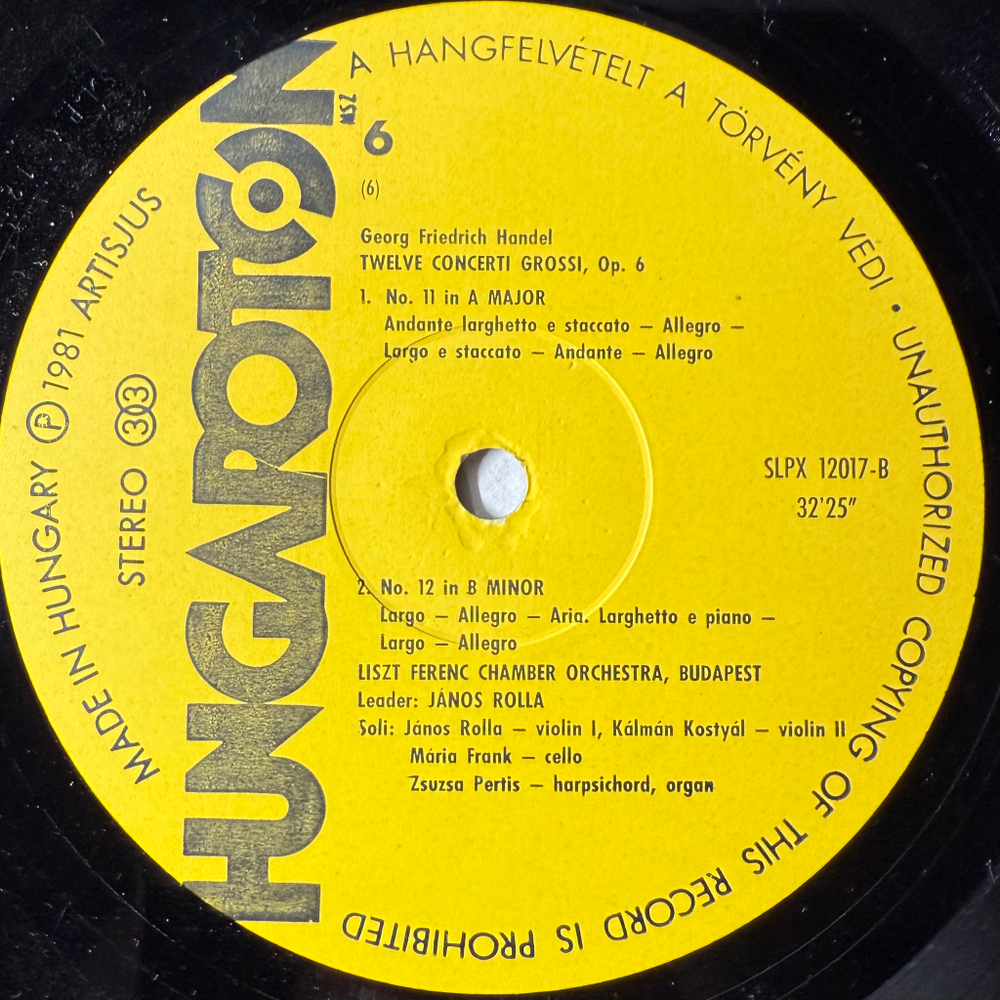 A HANGFELVÉTELT A TÖRVÉNY VÉDI • UNAUTHORIZED COPYING OF THIS RECORD IS PROHIBITED
MADE IN HUNGARY Ⓟ 1981 ARTISJUS
STEREO 33
HUNGAROTON
MSZ
6
(6)
Georg Friedrich Handel
TWELVE CONCERTI GROSSI, Op. 6
1. No. 11 in A MAJOR
Andante larghetto e staccato — Allegro —
Largo e staccato — Andante — Allegro
SLPX 12017-B
32'25"
2. No. 12 in B MINOR
Largo — Allegro — Aria. Larghetto e piano —
Largo — Allegro
LISZT FERENC CHAMBER ORCHESTRA, BUDAPEST
Leader: JÁNOS ROLLA
Soli: János Rolla — violin I, Kálmán Kostyál — violin II
Mária Frank — cello
Zsuzsa Pertis — harpsichord, organ